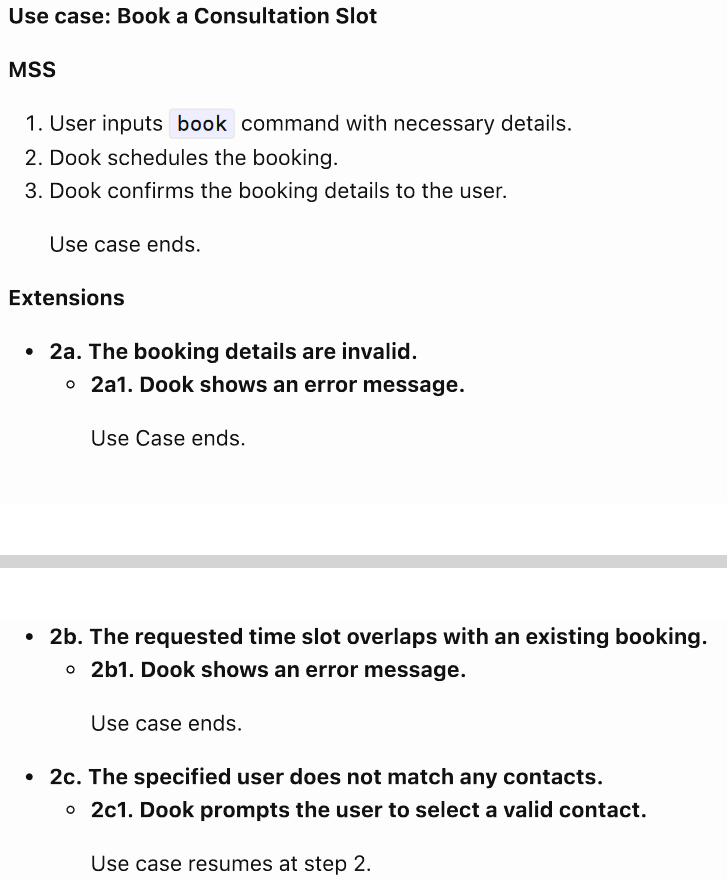 Use case: Book a Consultation Slot
MSS
1. User inputs book command with necessary details.
2. Dook schedules the booking.
3. Dook confirms the booking details to the user.
Use case ends.
Extensions
• 2a. The booking details are invalid.
◦ 2a1. Dook shows an error message.
Use Case ends.
• 2b. The requested time slot overlaps with an existing booking.
◦ 2b1. Dook shows an error message.
Use case ends.
• 2c. The specified user does not match any contacts.
◦ 2c1. Dook prompts the user to select a valid contact.
Use case resumes at step 2.